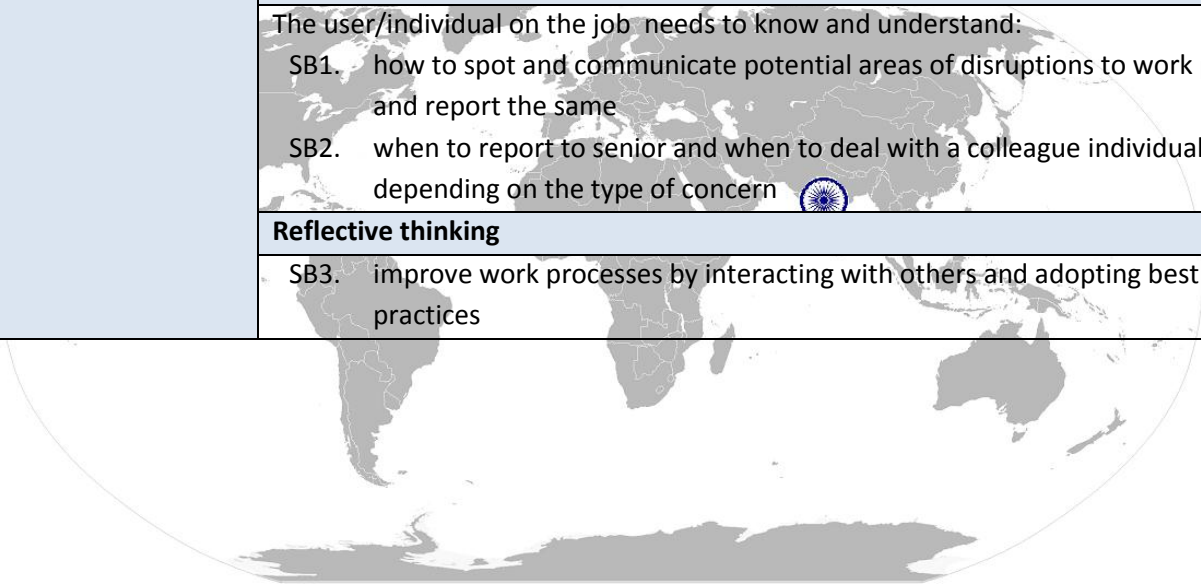 The user/individual on the job needs to know and understand:
SB1. how to spot and communicate potential areas of disruptions to work
and report the same
SB2. when to report to senior and when to deal with a colleague individual
depending on the type of concern
Reflective thinking
SB3. improve work processes by interacting with others and adopting best
practices